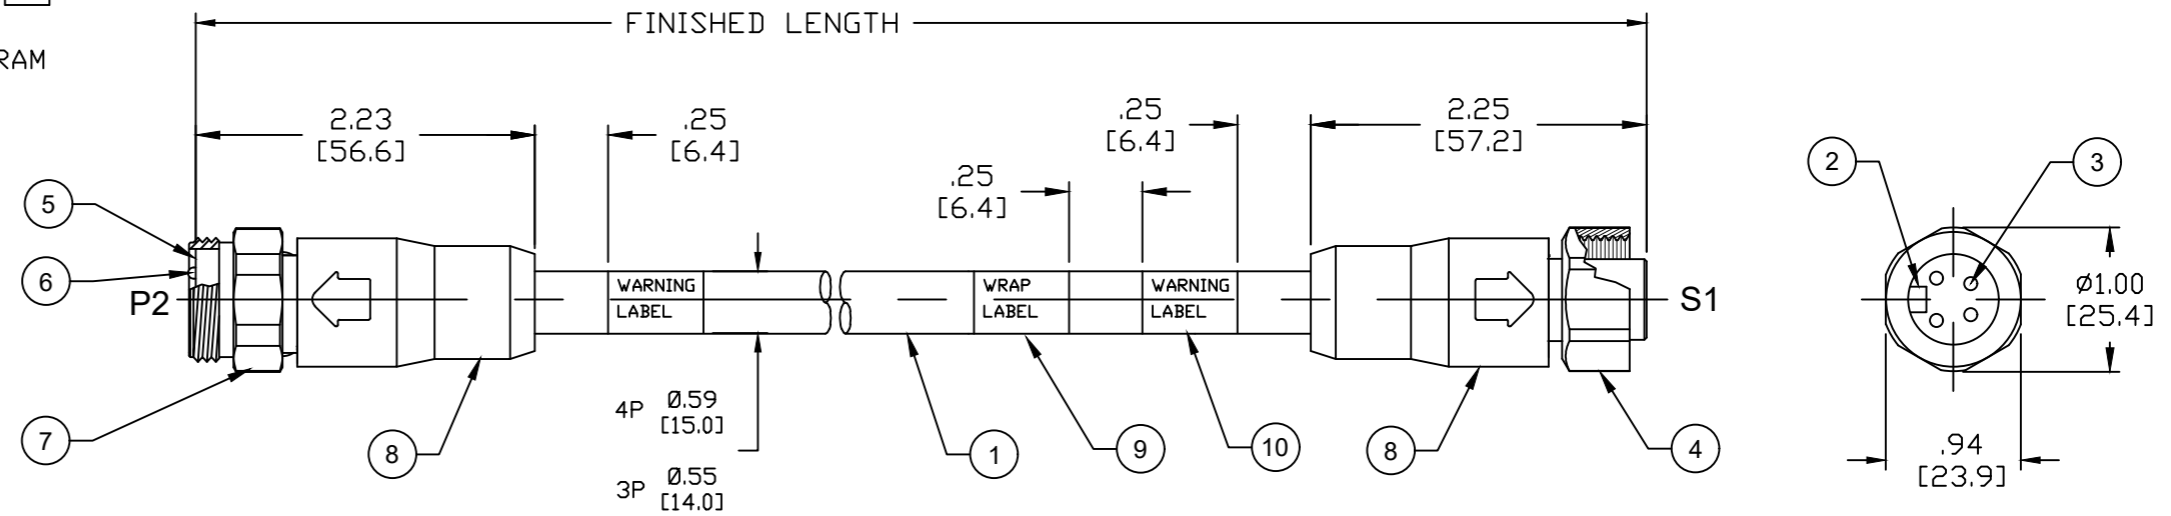 RAM
FINISHED LENGTH
2.23
[56.6]
.25
[6.4]
.25
[6.4]
.25
[6.4]
2.25
[57.2]
5
6
P2
7
8
WARNING
LABEL
WRAP
LABEL
WARNING
LABEL
S1
4P Ø.59
[15.0]
3P Ø.55
[14.0]
1
9
10
8
4
2
3
Ø1.00
[25.4]
.94
[23.9]